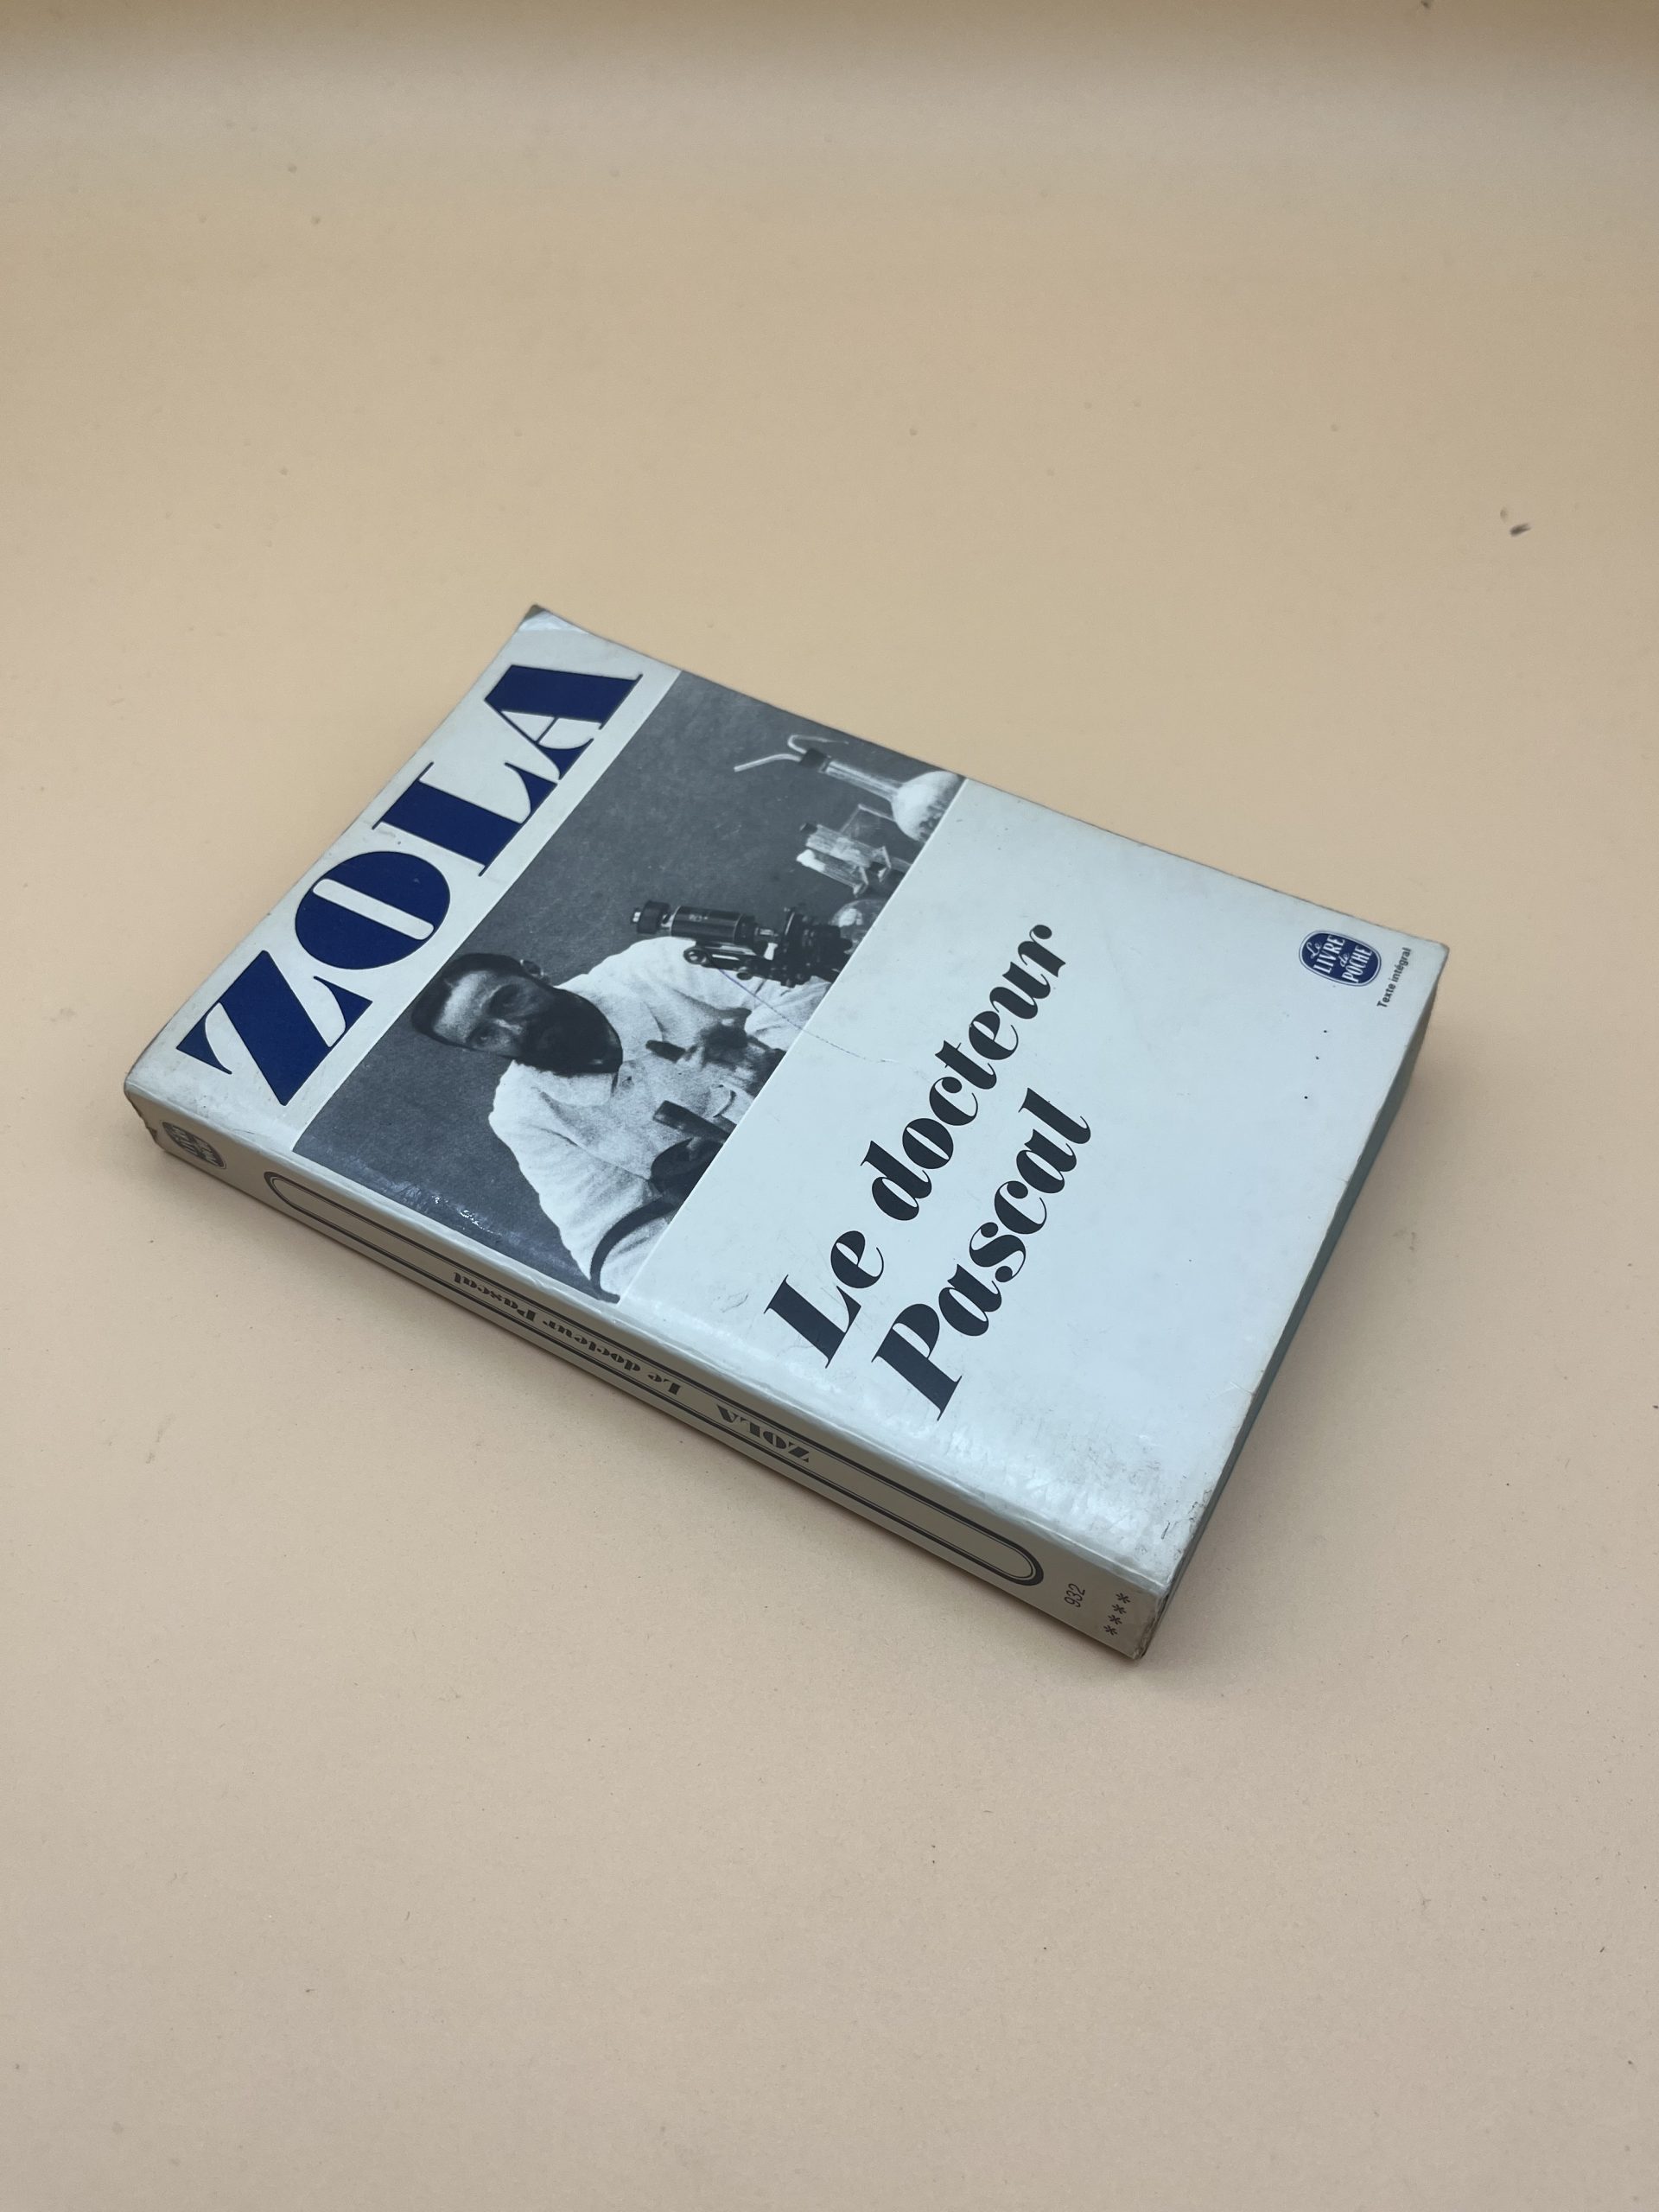 ZOLA
Le docteur
Pascal
Le
LIVRE
de
POCHE
Texte intégral
ZOLA Le docteur Pascal
932
****